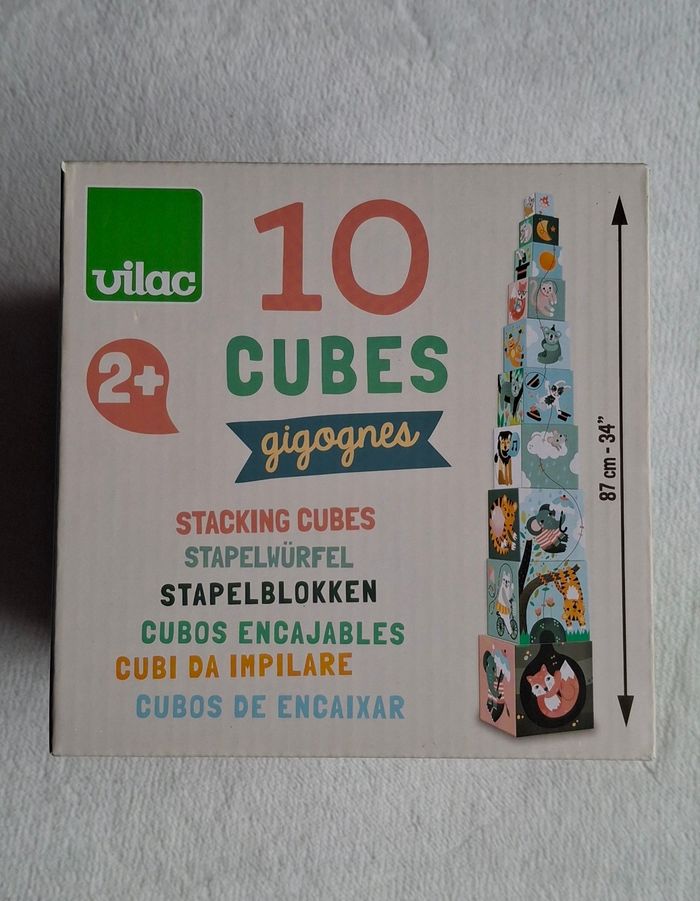 vilac
10
CUBES
gigognes
2+
STACKING CUBES
STAPELWÜRFEL
STAPELBLOKKEN
CUBOS ENCAJABLES
CUBI DA IMPILARE
CUBOS DE ENCAIXAR
87 cm - 34”